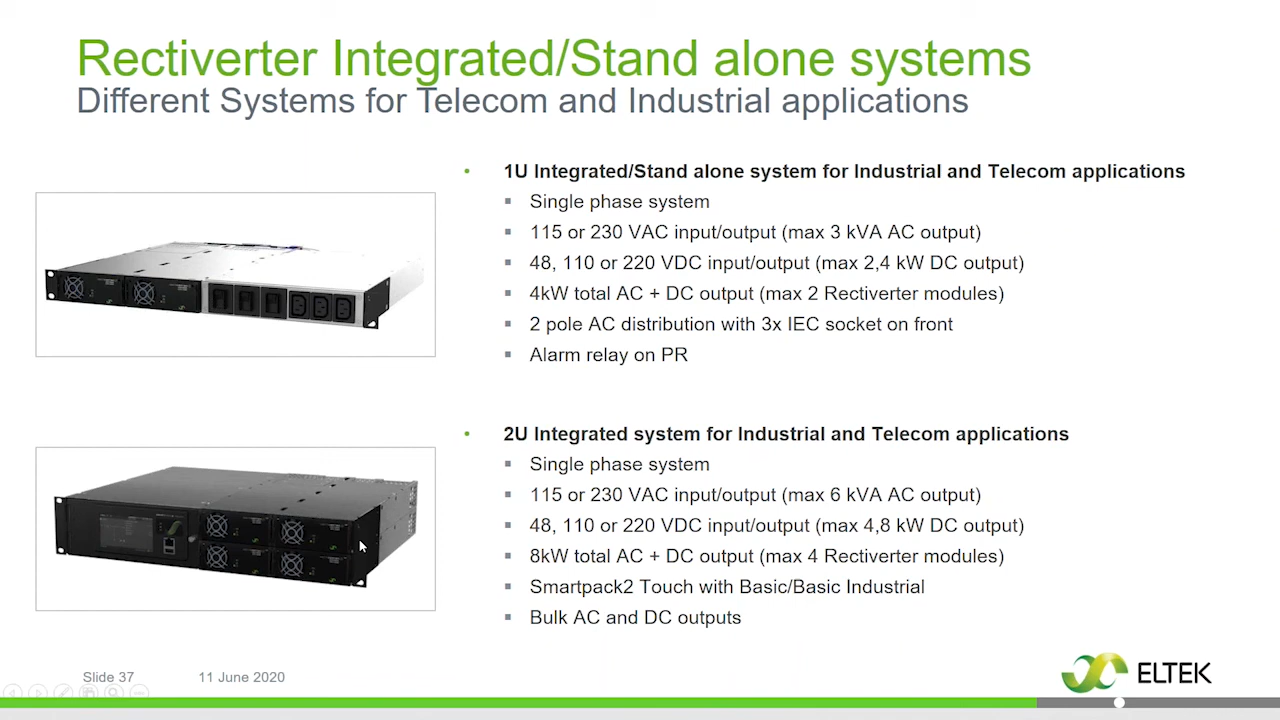 Rectiverter Integrated/Stand alone systems
Different Systems for Telecom and Industrial applications
• 1U Integrated/Stand alone system for Industrial and Telecom applications
▪ Single phase system
▪ 115 or 230 VAC input/output (max 3 kVA AC output)
▪ 48, 110 or 220 VDC input/output (max 2,4 kW DC output)
▪ 4kW total AC + DC output (max 2 Rectiverter modules)
▪ 2 pole AC distribution with 3x IEC socket on front
▪ Alarm relay on PR
• 2U Integrated system for Industrial and Telecom applications
▪ Single phase system
▪ 115 or 230 VAC input/output (max 6 kVA AC output)
▪ 48, 110 or 220 VDC input/output (max 4,8 kW DC output)
▪ 8kW total AC + DC output (max 4 Rectiverter modules)
▪ Smartpack2 Touch with Basic/Basic Industrial
▪ Bulk AC and DC outputs
Slide 37 11 June 2020
ELTEK